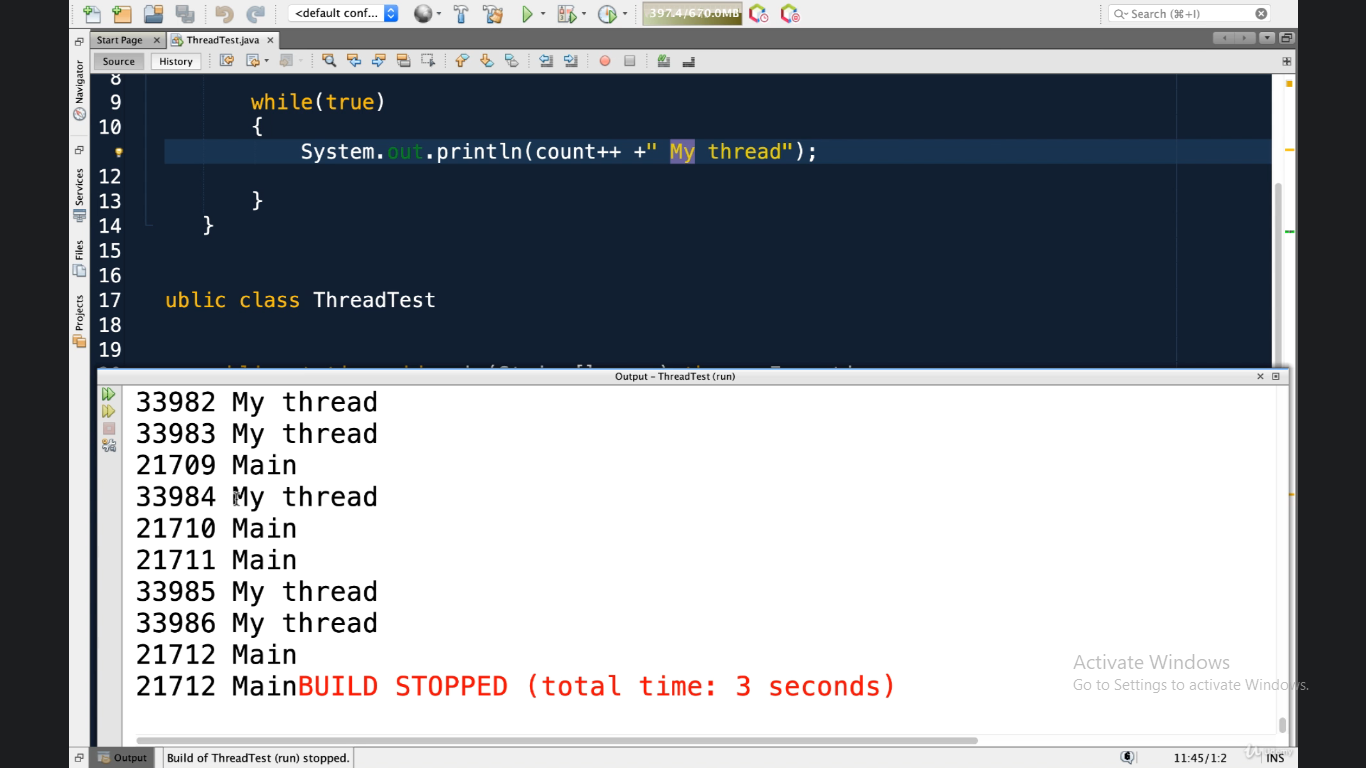 <default conf...
397.4/670.0MB
Search (⌘+I)
Start Page
ThreadTest.java
Source
History
Navigator
Services
Files
Projects
8
9 while(true)
10 {
System.out.println(count++ +" My thread");
12
13 }
14 }
15
16
17 ublic class ThreadTest
18
19
Output - ThreadTest (run)
33982 My thread
33983 My thread
21709 Main
33984 My thread
21710 Main
21711 Main
33985 My thread
33986 My thread
21712 Main
21712 MainBUILD STOPPED (total time: 3 seconds)
Activate Windows
Go to Settings to activate Windows.
Output
Build of ThreadTest (run) stopped.
6
11:45/1:2
INS